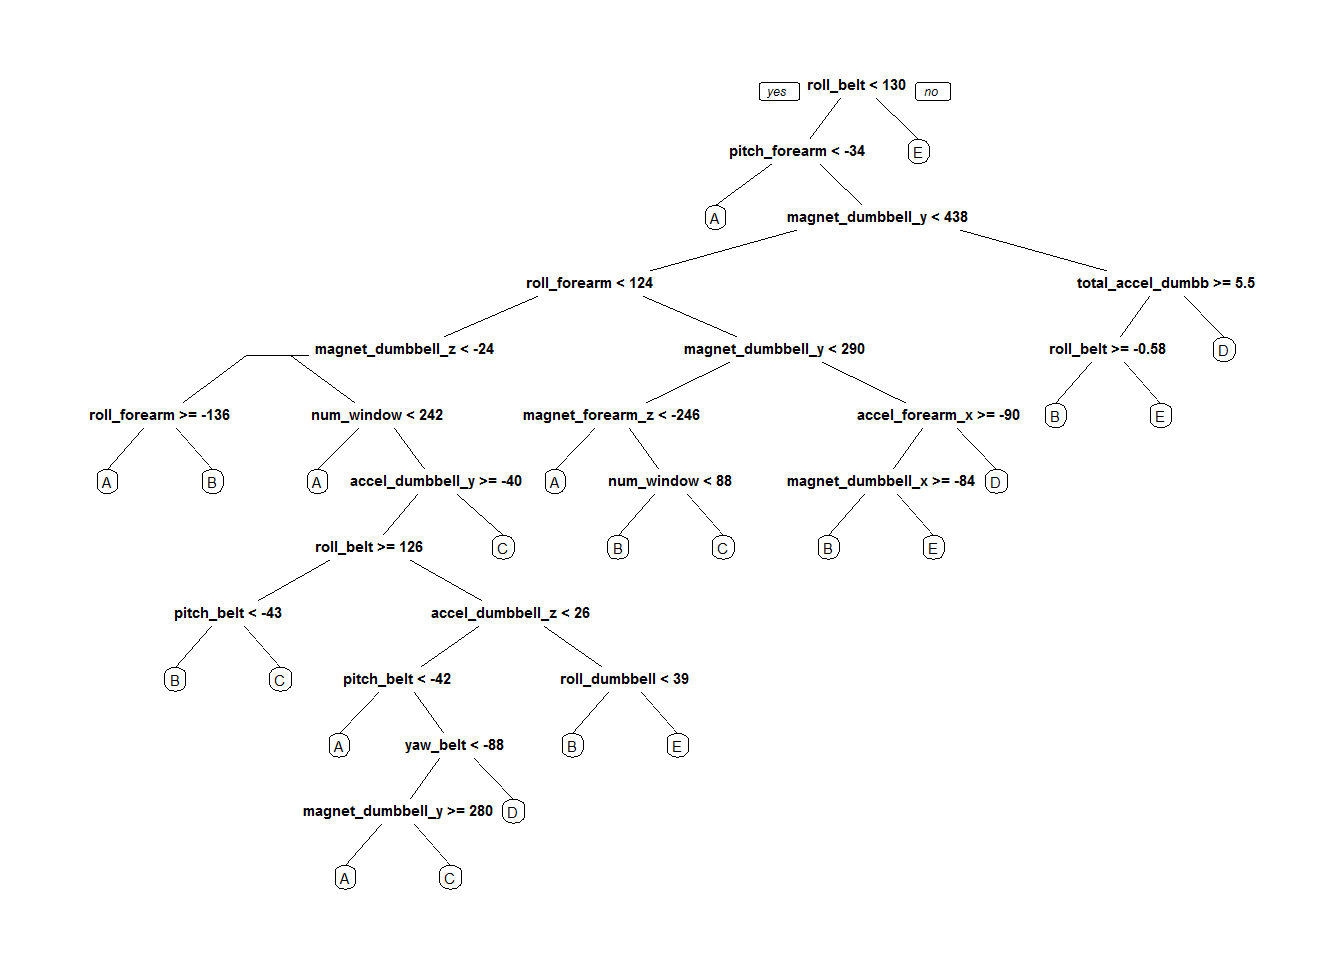 yes roll_belt < 130 no
pitch_forearm < -34 E
A magnet_dumbbell_y < 438
roll_forearm < 124 total_accel_dumbb >= 5.5
magnet_dumbbell_z < -24 magnet_dumbbell_y < 290 roll_belt >= -0.58 D
roll_forearm >= -136 num_window < 242 magnet_forearm_z < -246 accel_forearm_x >= -90 B E
A B A accel_dumbbell_y >= -40 A num_window < 88 magnet_dumbbell_x >= -84 D
roll_belt >= 126 C B C B E
pitch_belt < -43 accel_dumbbell_z < 26
B C pitch_belt < -42 roll_dumbbell < 39
A yaw_belt < -88 B E
magnet_dumbbell_y >= 280 D
A C